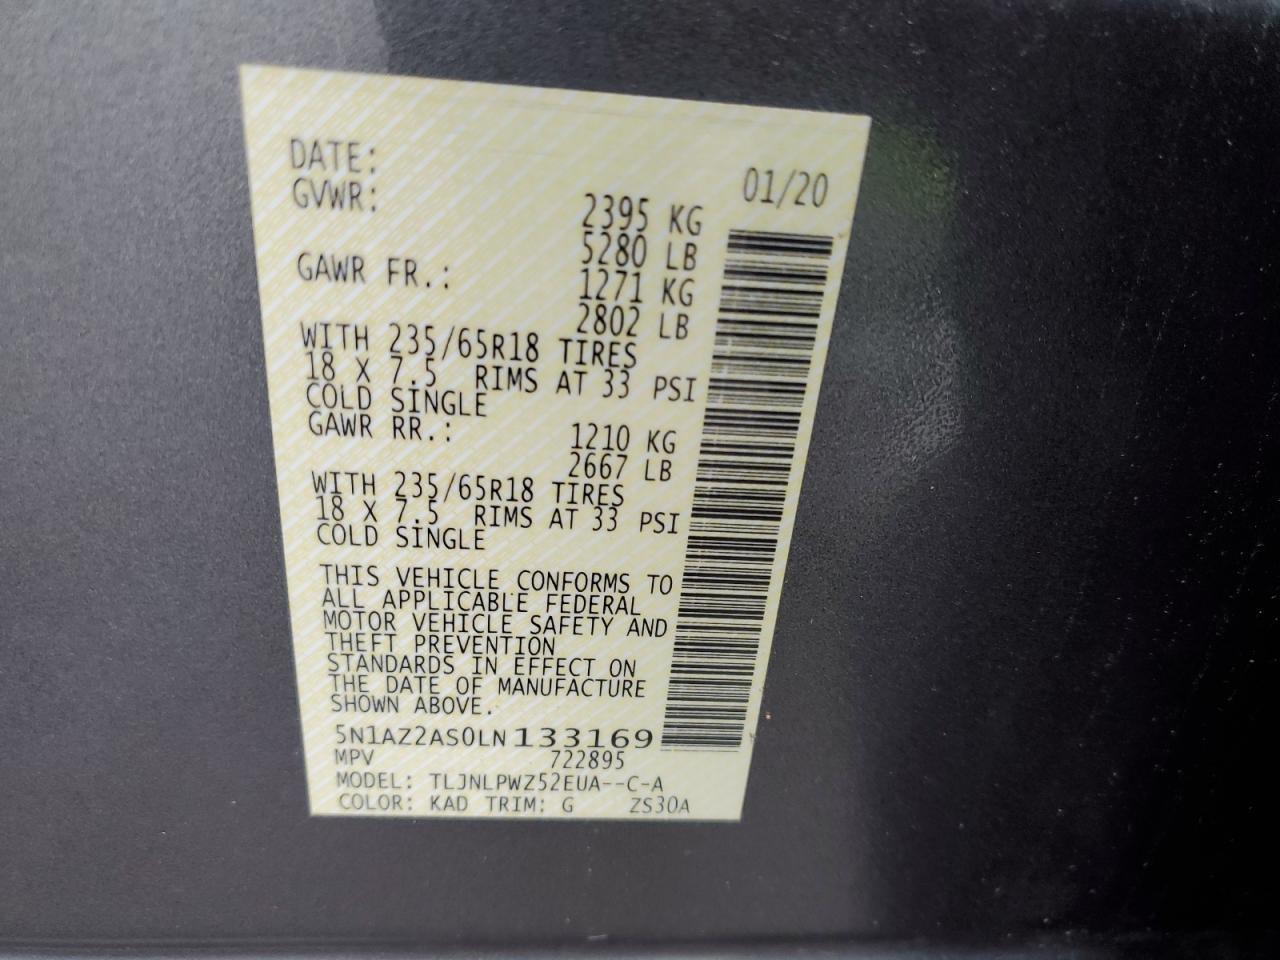 DATE: 01/20
GVWR: 2395 KG
5280 LB
GAWR FR.: 1271 KG
2802 LB
WITH 235/65R18 TIRES
18 X 7.5 RIMS AT 33 PSI
COLD SINGLE
GAWR RR.: 1210 KG
2667 LB
WITH 235/65R18 TIRES
18 X 7.5 RIMS AT 33 PSI
COLD SINGLE
THIS VEHICLE CONFORMS TO
ALL APPLICABLE FEDERAL
MOTOR VEHICLE SAFETY AND
THEFT PREVENTION
STANDARDS IN EFFECT ON
THE DATE OF MANUFACTURE
SHOWN ABOVE.
5N1AZ2AS0LN133169
MPV 722895
MODEL: TLJNLPWZ52EUA--C-A
COLOR: KAD TRIM: G ZS30A